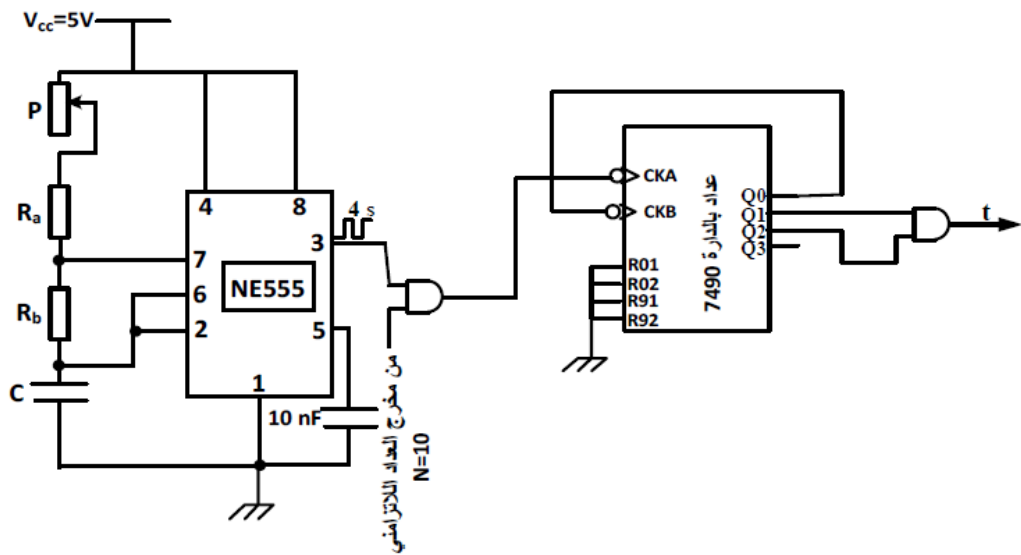 Vcc=5V
P
Ra
Rb
C
4
8
4 s
3
7
NE555
6
2
5
1
10 nF
من مخرج العداد اللاتزامني
N=10
CKA
CKB
R01
R02
R91
R92
عداد بالدارة 7490
Q0
Q1
Q2
Q3
t